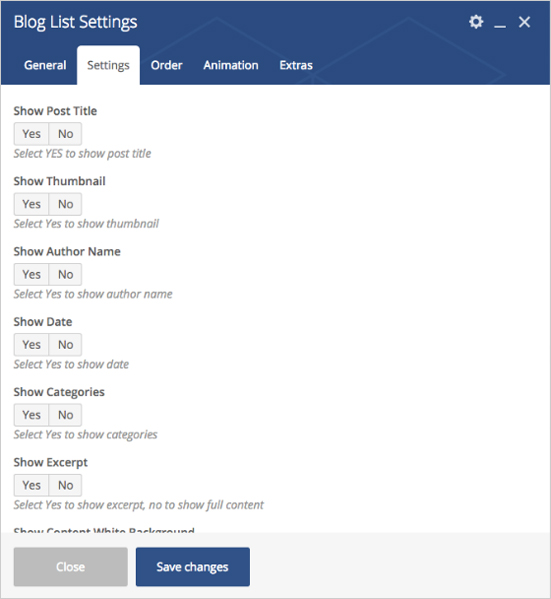 Blog List Settings
General Settings Order Animation Extras
Show Post Title
Yes No
Select YES to show post title
Show Thumbnail
Yes No
Select Yes to show thumbnail
Show Author Name
Yes No
Select Yes to show author name
Show Date
Yes No
Select Yes to show date
Show Categories
Yes No
Select Yes to show categories
Show Excerpt
Yes No
Select Yes to show excerpt, no to show full content
Show Content White Background
Close Save changes